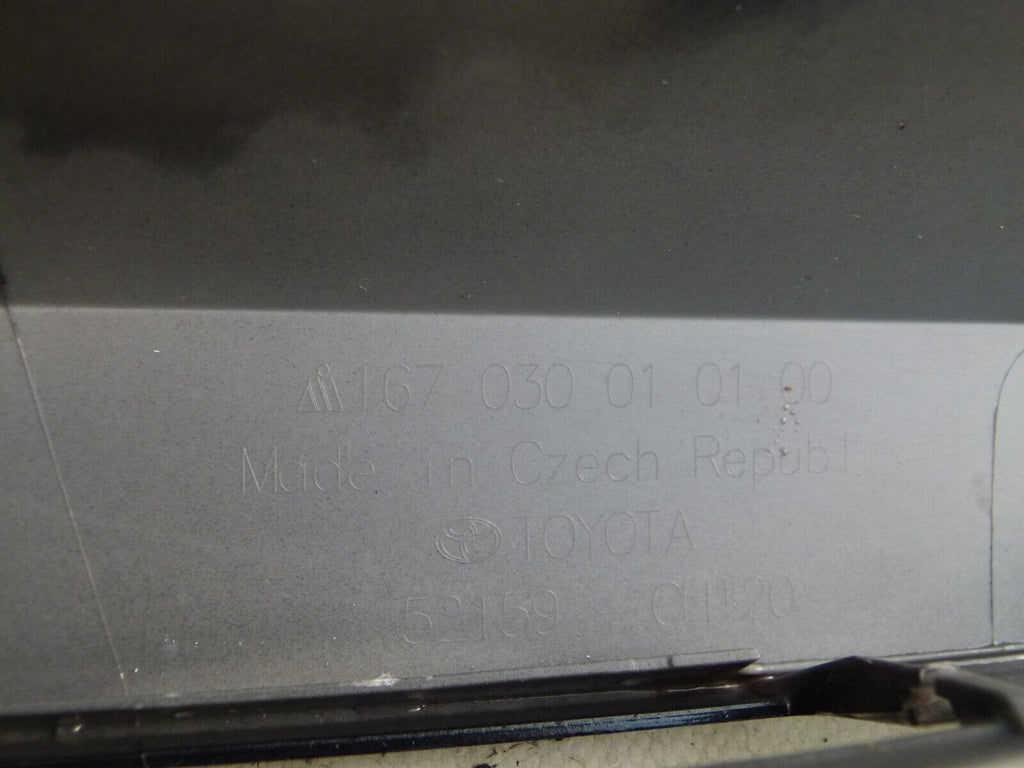 167 030 01 01 00
Made in Czech Republ
TOYOTA
52159 - 0H120